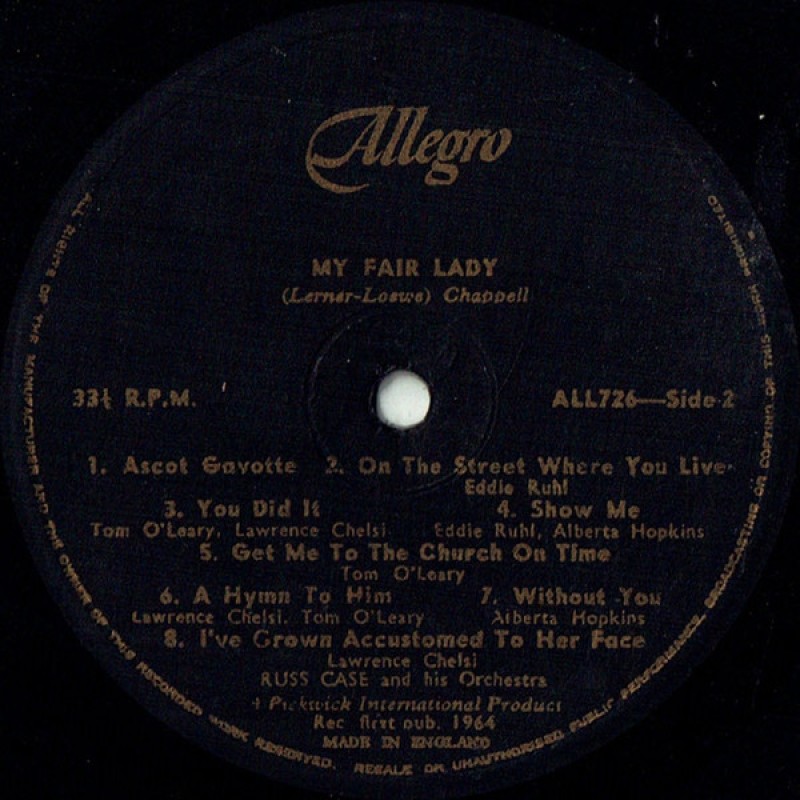 Allegro
MY FAIR LADY
(Lerner-Loewe) Chappell
33⅓ R.P.M.
ALL726—Side 2
1. Ascot Gavotte 2. On The Street Where You Live
Eddie Ruhl
3. You Did It 4. Show Me
Tom O'Leary, Lawrence Chelsi Eddie Ruhl, Alberta Hopkins
5. Get Me To The Church On Time
Tom O'Leary
6. A Hymn To Him 7. Without You
Lawrence Chelsi, Tom O'Leary Alberta Hopkins
8. I've Grown Accustomed To Her Face
Lawrence Chelsi
RUSS CASE and his Orchestra
A Pickwick International Product
Rec first pub. 1964
MADE IN ENGLAND
ALL RIGHTS OF THE MANUFACTURER AND THE OWNER OF THE RECORDED WORK RESERVED. RESALE OR UNAUTHORISED PUBLIC PERFORMANCE, BROADCASTING OR COPYING OF THIS WORK PROHIBITED